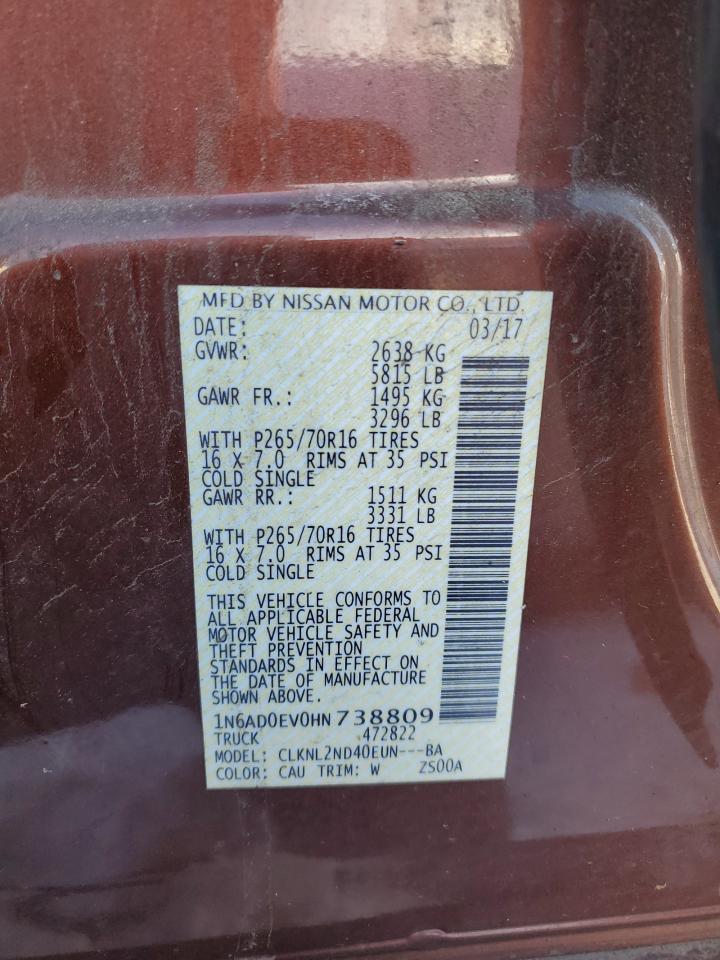 MFD BY NISSAN MOTOR CO., LTD.
DATE: 03/17
GVWR: 2638 KG
5815 LB
GAWR FR.: 1495 KG
3296 LB
WITH P265/70R16 TIRES
16 X 7.0 RIMS AT 35 PSI
COLD SINGLE
GAWR RR.: 1511 KG
3331 LB
WITH P265/70R16 TIRES
16 X 7.0 RIMS AT 35 PSI
COLD SINGLE
THIS VEHICLE CONFORMS TO
ALL APPLICABLE FEDERAL
MOTOR VEHICLE SAFETY AND
THEFT PREVENTION
STANDARDS IN EFFECT ON
THE DATE OF MANUFACTURE
SHOWN ABOVE.
1N6AD0EV0HN 738809
TRUCK 472822
MODEL: CLKNL2ND40EUN---BA
COLOR: CAU TRIM: W ZS00A